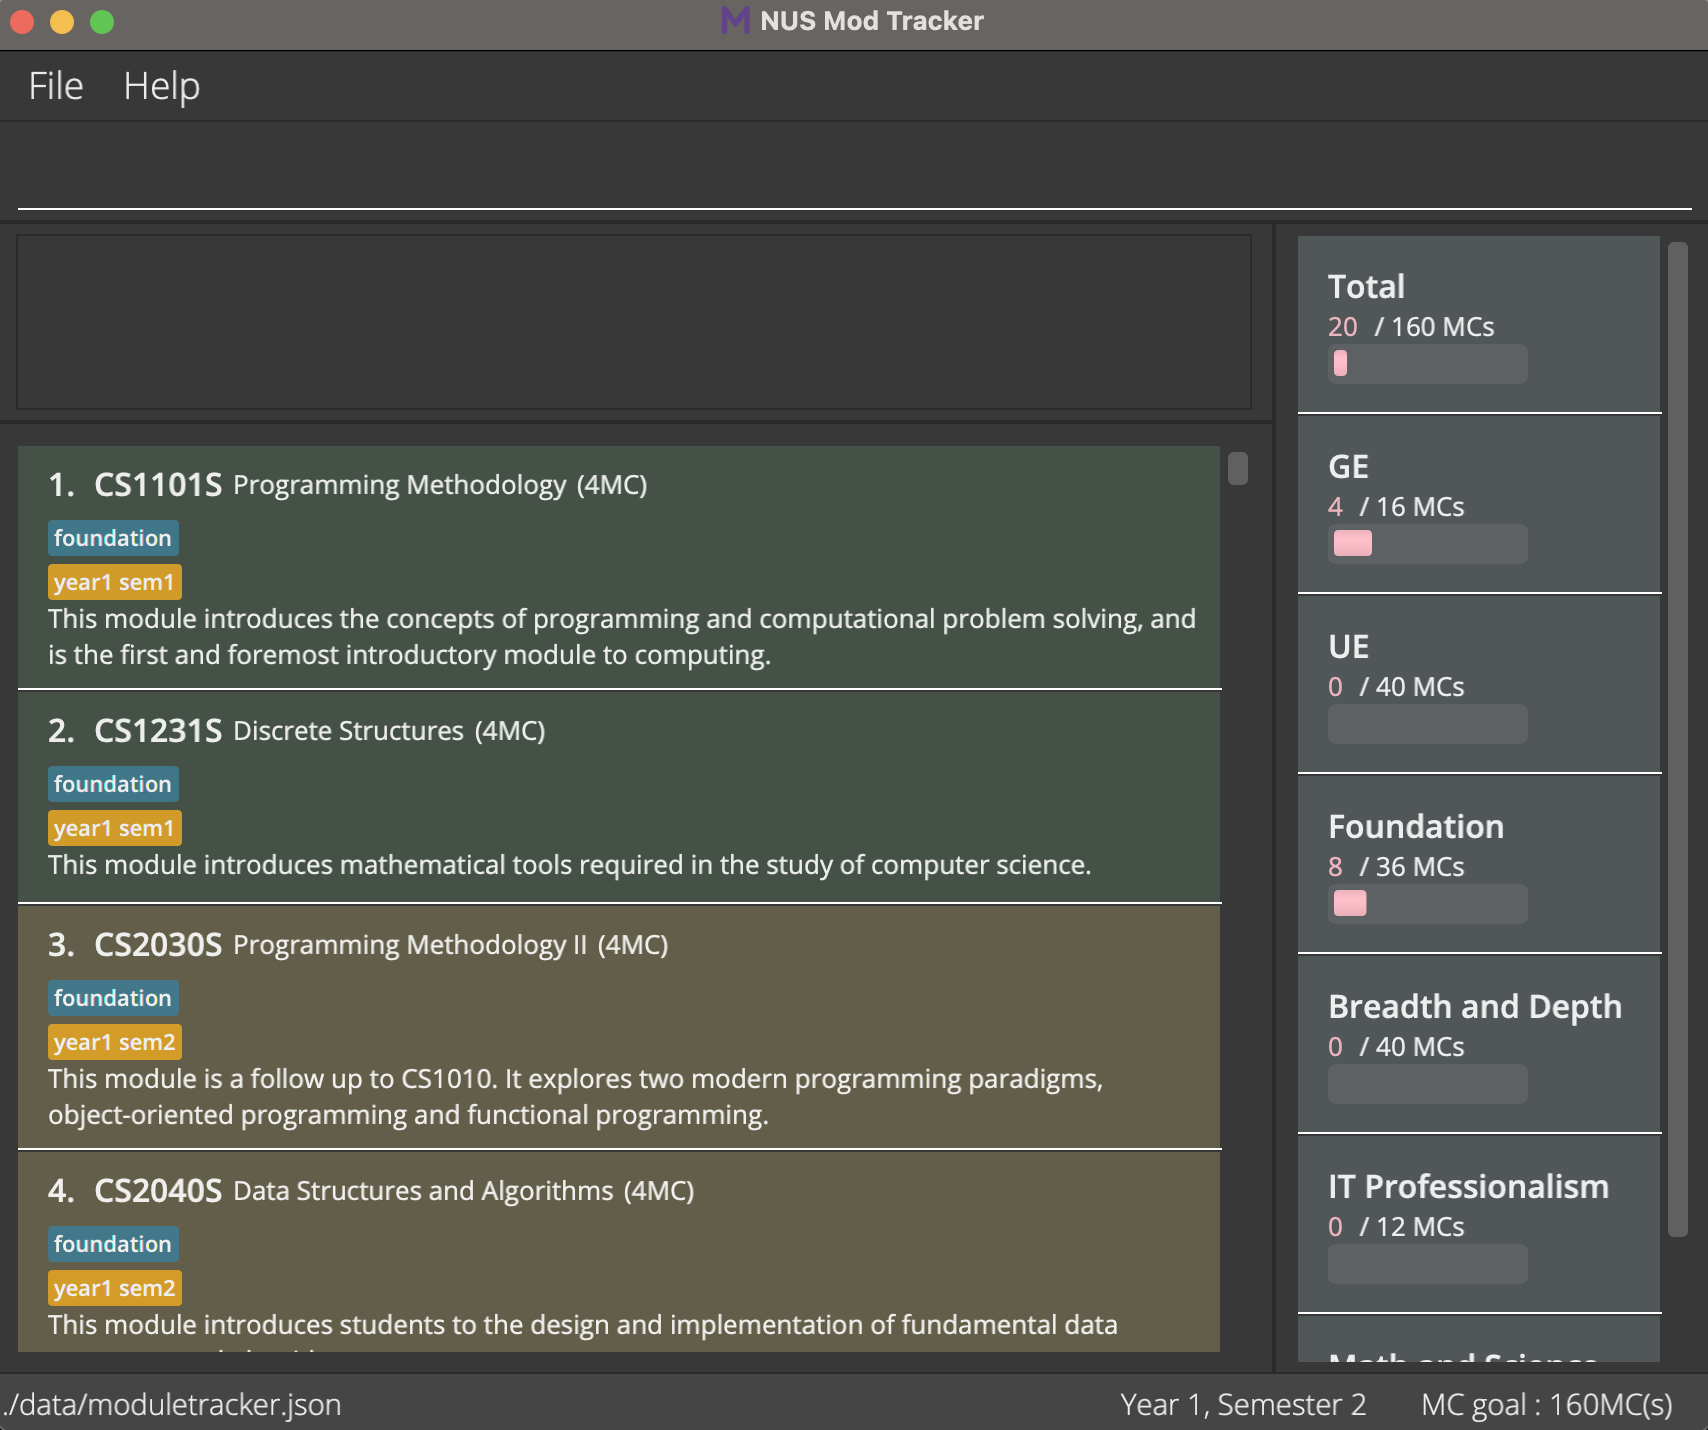 NUS Mod Tracker
File Help
1. CS1101S Programming Methodology (4MC)
foundation
year1 sem1
This module introduces the concepts of programming and computational problem solving, and
is the first and foremost introductory module to computing.
2. CS1231S Discrete Structures (4MC)
foundation
year1 sem1
This module introduces mathematical tools required in the study of computer science.
3. CS2030S Programming Methodology II (4MC)
foundation
year1 sem2
This module is a follow up to CS1010. It explores two modern programming paradigms,
object-oriented programming and functional programming.
4. CS2040S Data Structures and Algorithms (4MC)
foundation
year1 sem2
This module introduces students to the design and implementation of fundamental data
Total
20 / 160 MCs
GE
4 / 16 MCs
UE
0 / 40 MCs
Foundation
8 / 36 MCs
Breadth and Depth
0 / 40 MCs
IT Professionalism
0 / 12 MCs
Math and Science
./data/moduletracker.json
Year 1, Semester 2
MC goal : 160MC(s)